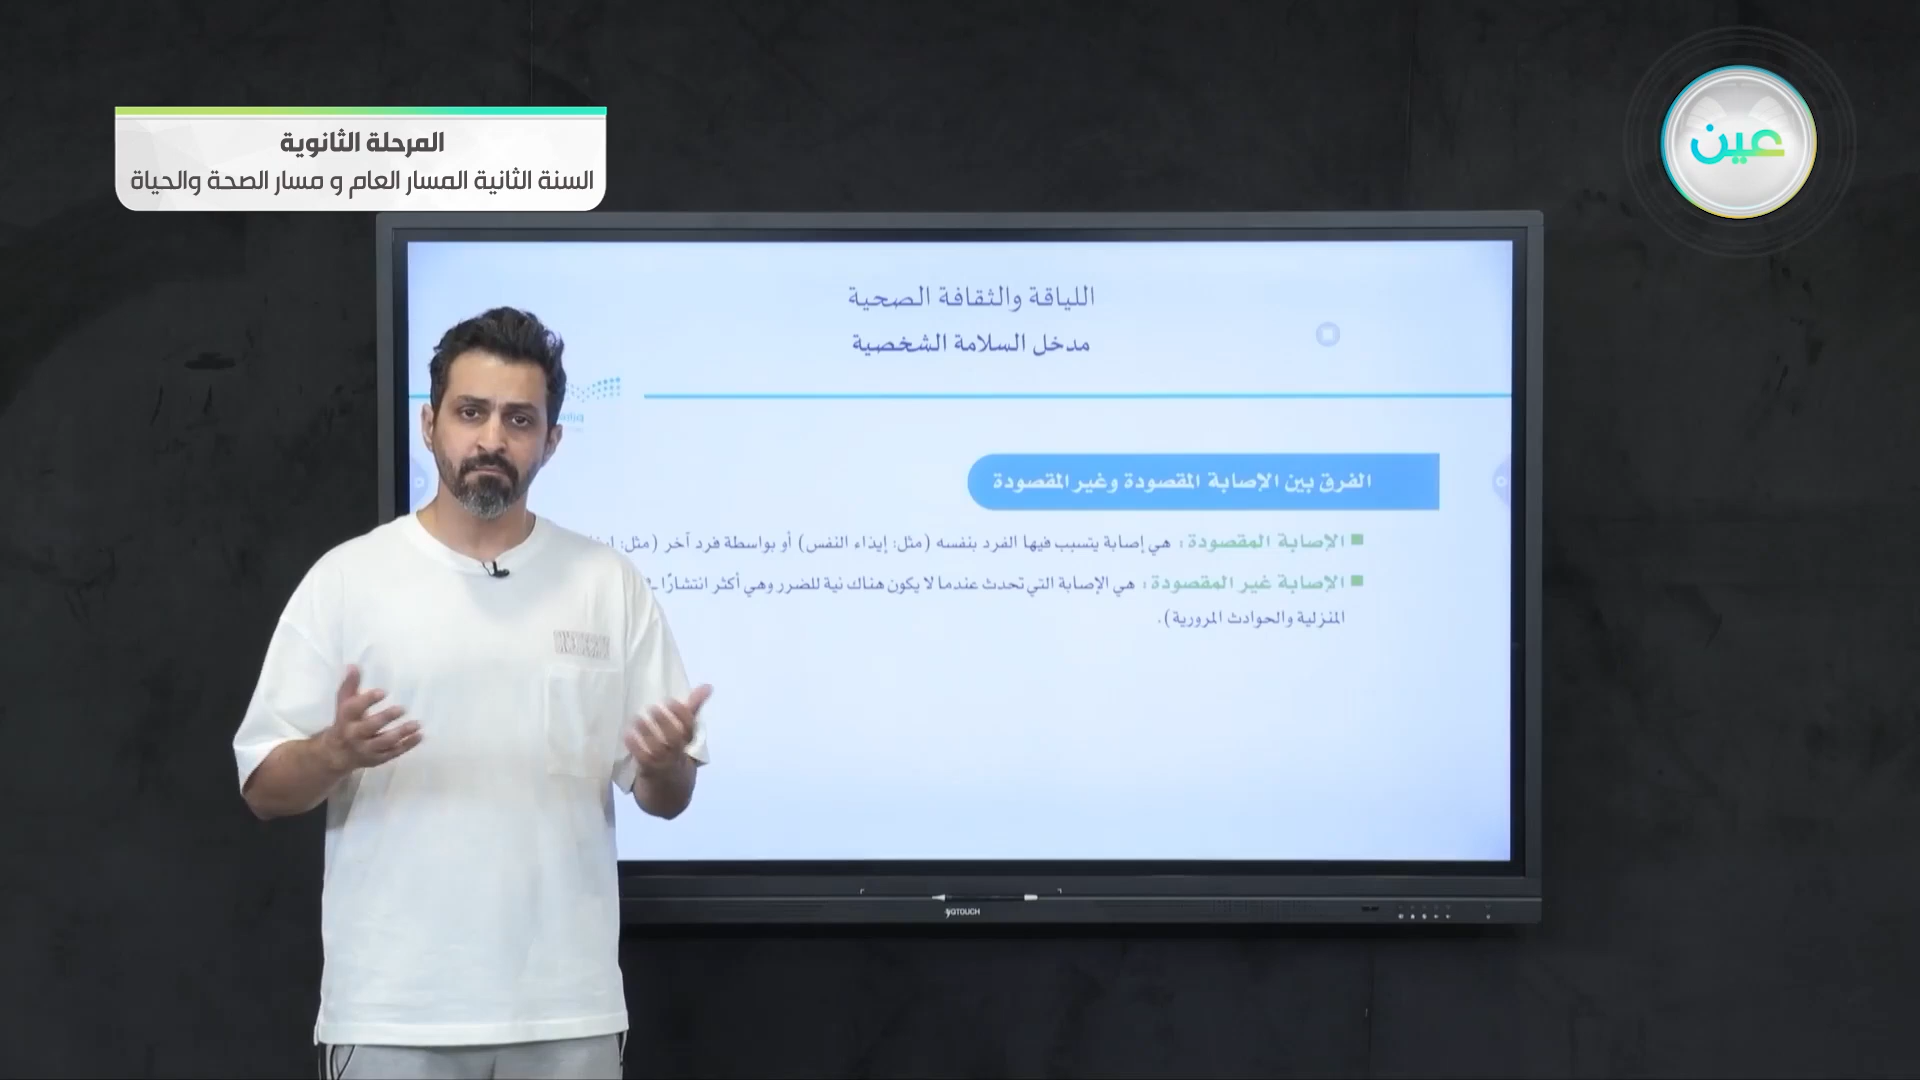 المرحلة الثانوية
السنة الثانية المسار العام و مسار الصحة والحياة
عين
اللياقة والثقافة الصحية
مدخل السلامة الشخصية
الفرق بين الإصابة المقصودة وغير المقصودة
الإصابة المقصودة : هي إصابة يتسبب فيها الفرد بنفسه (مثل: إيذاء النفس) أو بواسطة فرد آخر (مثل:
الإصابة غير المقصودة : هي الإصابة التي تحدث عندما لا يكون هناك نية للضرر وهي أكثر انتشارًا
المنزلية والحوادث المرورية).
IQTOUCH